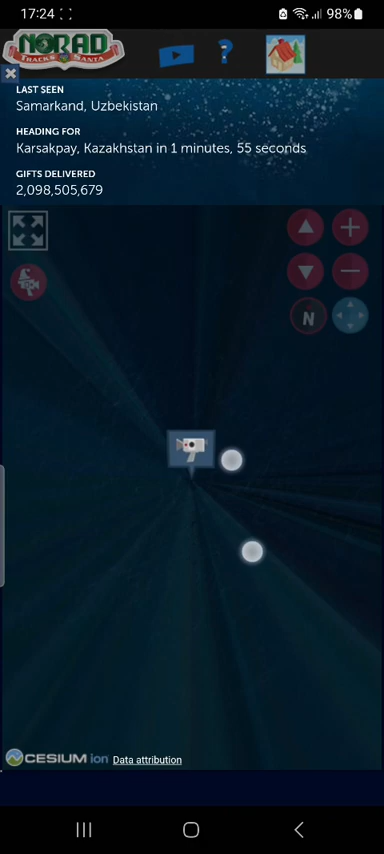 17:24
98%
NORAD
TRACKS SANTA
LAST SEEN
Samarkand, Uzbekistan
HEADING FOR
Karsakpay, Kazakhstan in 1 minutes, 55 seconds
GIFTS DELIVERED
2,098,505,679
N
CESIUM ion Data attribution